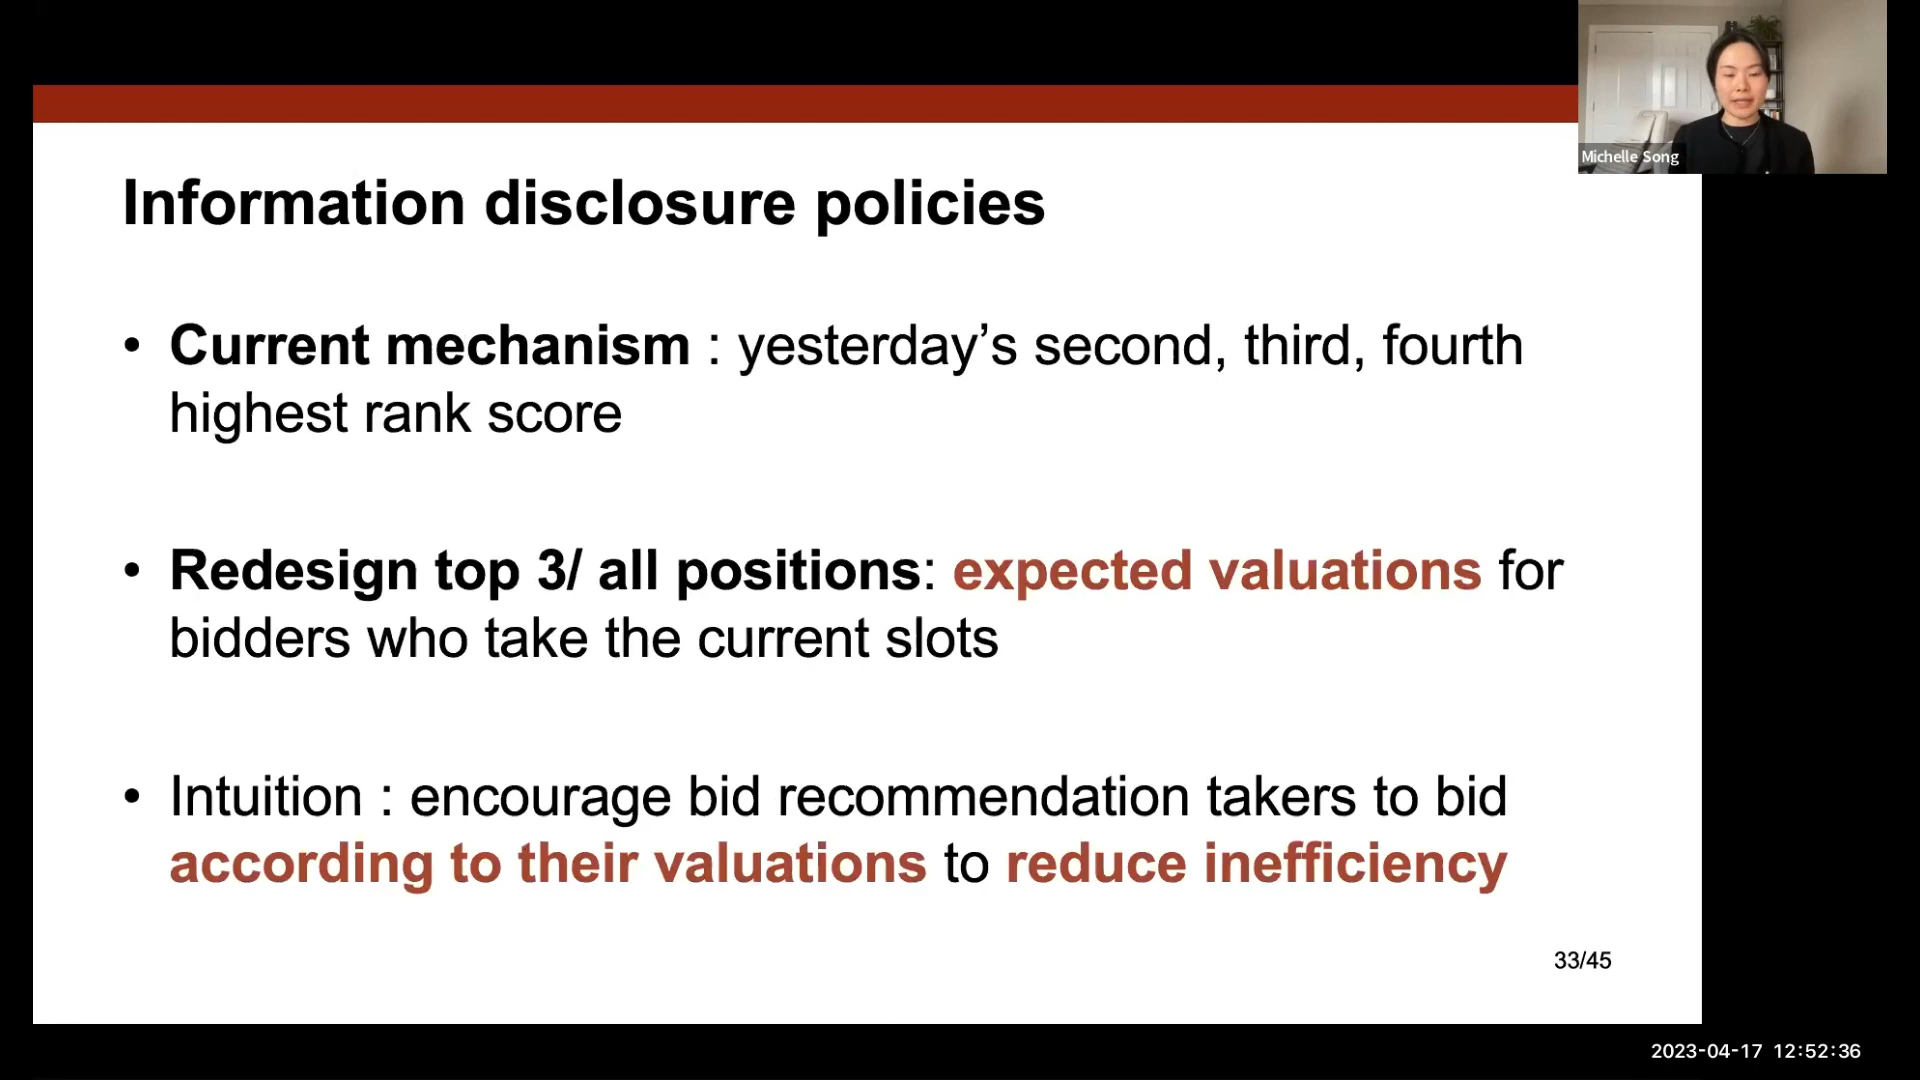 Michelle Song
Information disclosure policies
• Current mechanism : yesterday’s second, third, fourth
highest rank score
• Redesign top 3/ all positions: expected valuations for
bidders who take the current slots
• Intuition : encourage bid recommendation takers to bid
according to their valuations to reduce inefficiency
33/45
2023-04-17 12:52:36